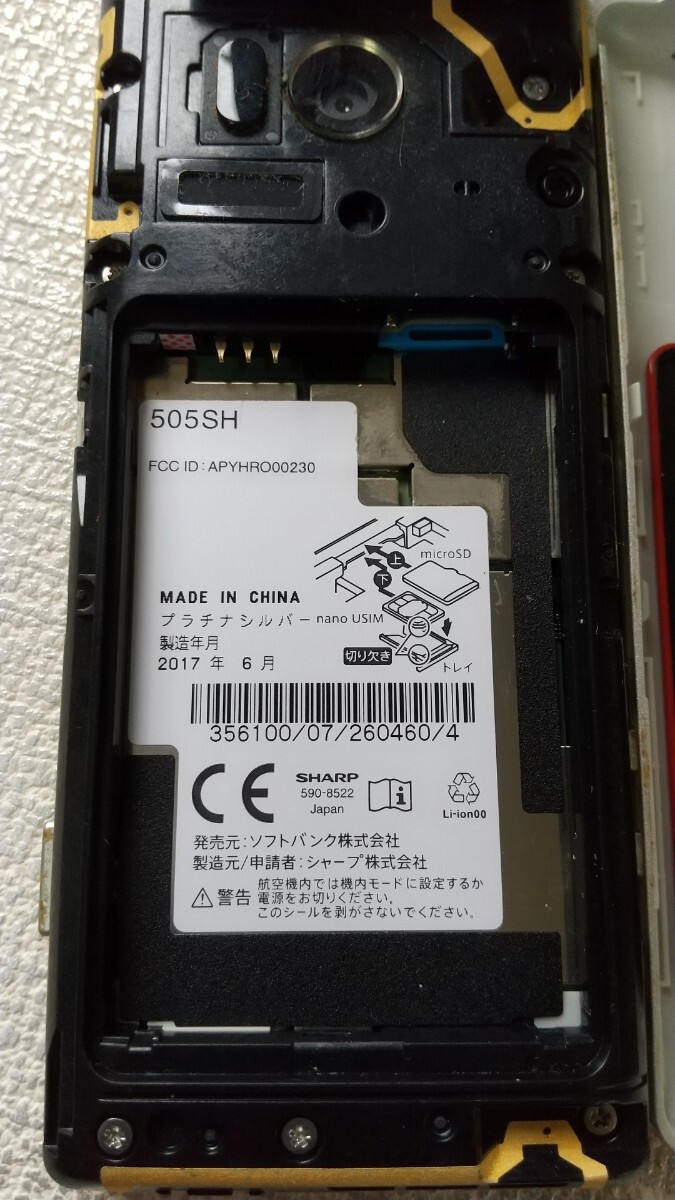 505SH
FCC ID : APYHRO00230
上
microSD
下
MADE IN CHINA
プラチナシルバー nano USIM
製造年月
切り欠き
2017 年 6 月
トレイ
356100/07/260460/4
CE SHARP
590-8522
Japan
Li-ion00
発売元:ソフトバンク株式会社
製造元/申請者:シャープ株式会社
警告 航空機内では機内モードに設定するか
電源をお切りください。
このシールを剥がさないでください。